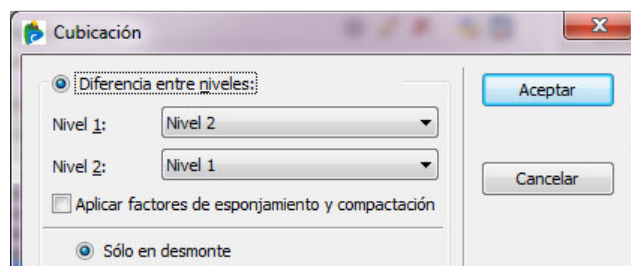 Cubicación
Diferencia entre niveles:
Aceptar
Nivel 1:
Nivel 2
Nivel 2:
Nivel 1
Cancelar
Aplicar factores de esponjamiento y compactación
Sólo en desmonte